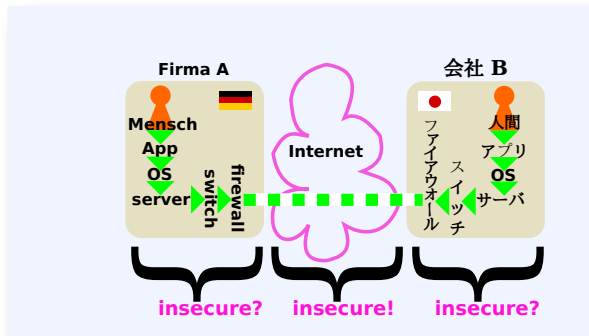 Firma A
Mensch
App
OS
server
switch
firewall
Internet
会社 B
人間
アプリ
OS
サーバ
スイッチ
ファイアウォール
insecure?
insecure!
insecure?